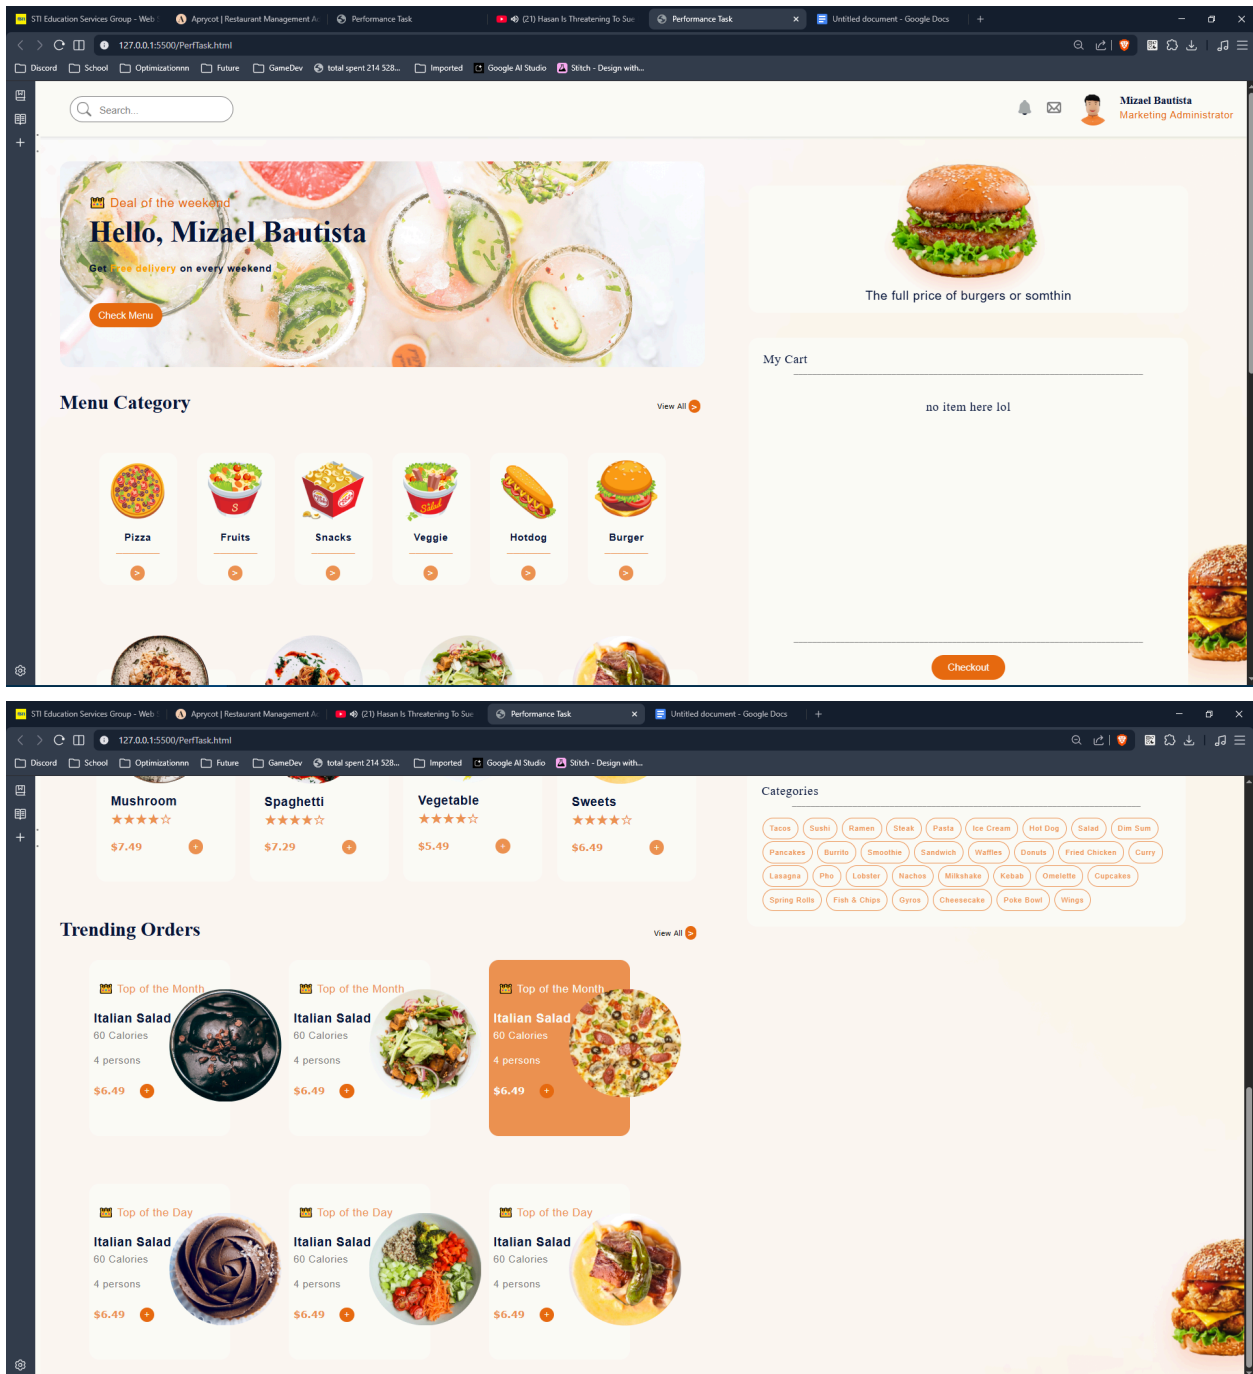 STI Education Services Group - Web S
Aprycot | Restaurant Management A
Performance Task
(21) Hasan Is Threatening To Sue
Performance Task
Untitled document - Google Docs
127.0.0.1:5500/PerfTask.html
Discord
School
Optimizationnn
Future
GameDev
total spent 214 528...
Imported
Google AI Studio
Stitch - Design with...
Search...
Mizael Bautista
Marketing Administrator
Deal of the weekend
Hello, Mizael Bautista
Get Free delivery on every weekend
Check Menu
The full price of burgers or somthin
My Cart
no item here lol
Checkout
Menu Category
View All >
Pizza
Fruits
Snacks
Veggie
Hotdog
Burger
> > > > > >
STI Education Services Group - Web S
Aprycot | Restaurant Management A
(21) Hasan Is Threatening To Sue
Performance Task
Untitled document - Google Docs
127.0.0.1:5500/PerfTask.html
Discord
School
Optimizationnn
Future
GameDev
total spent 214 528...
Imported
Google AI Studio
Stitch - Design with...
Mushroom
★★★★☆
$7.49 +
Spaghetti
★★★★☆
$7.29 +
Vegetable
★★★★☆
$5.49 +
Sweets
★★★★☆
$6.49 +
Categories
Tacos Sushi Ramen Steak Pasta Ice Cream Hot Dog Salad Dim Sum
Pancakes Burrito Smoothie Sandwich Waffles Donuts Fried Chicken Curry
Lasagna Pho Lobster Nachos Milkshake Kebab Omelette Cupcakes
Spring Rolls Fish & Chips Gyros Cheesecake Poke Bowl Wings
Trending Orders
View All >
Top of the Month
Italian Salad
60 Calories
4 persons
$6.49 +
Top of the Month
Italian Salad
60 Calories
4 persons
$6.49 +
Top of the Month
Italian Salad
60 Calories
4 persons
$6.49 +
Top of the Day
Italian Salad
60 Calories
4 persons
$6.49 +
Top of the Day
Italian Salad
60 Calories
4 persons
$6.49 +
Top of the Day
Italian Salad
60 Calories
4 persons
$6.49 +